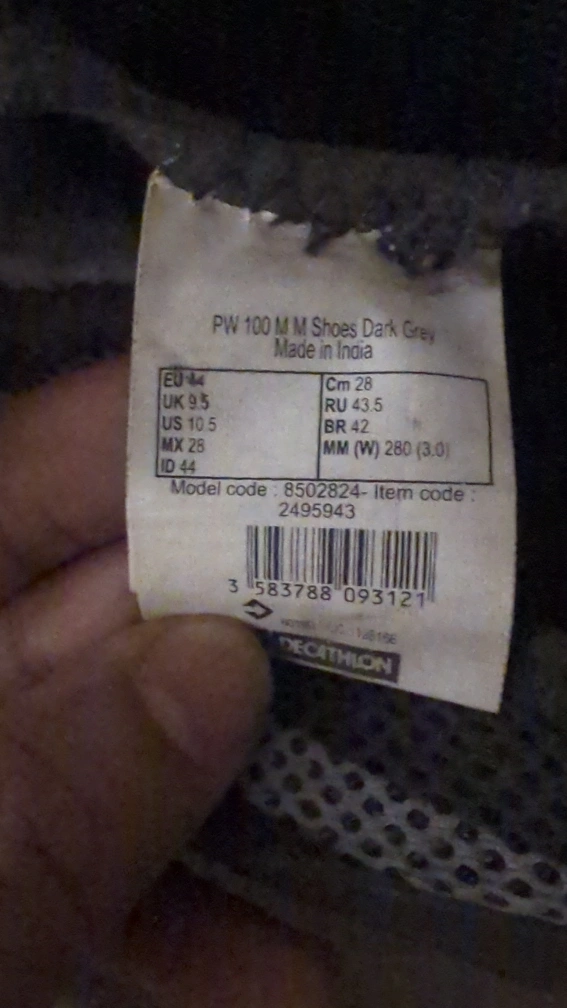 PW 100 M M Shoes Dark Grey
Made in India
EU 44
UK 9.5
US 10.5
MX 28
ID 44
Cm 28
RU 43.5
BR 42
MM (W) 280 (3.0)
Model code : 8502824- Item code :
2495943
3 583788 093121
DECATHLON